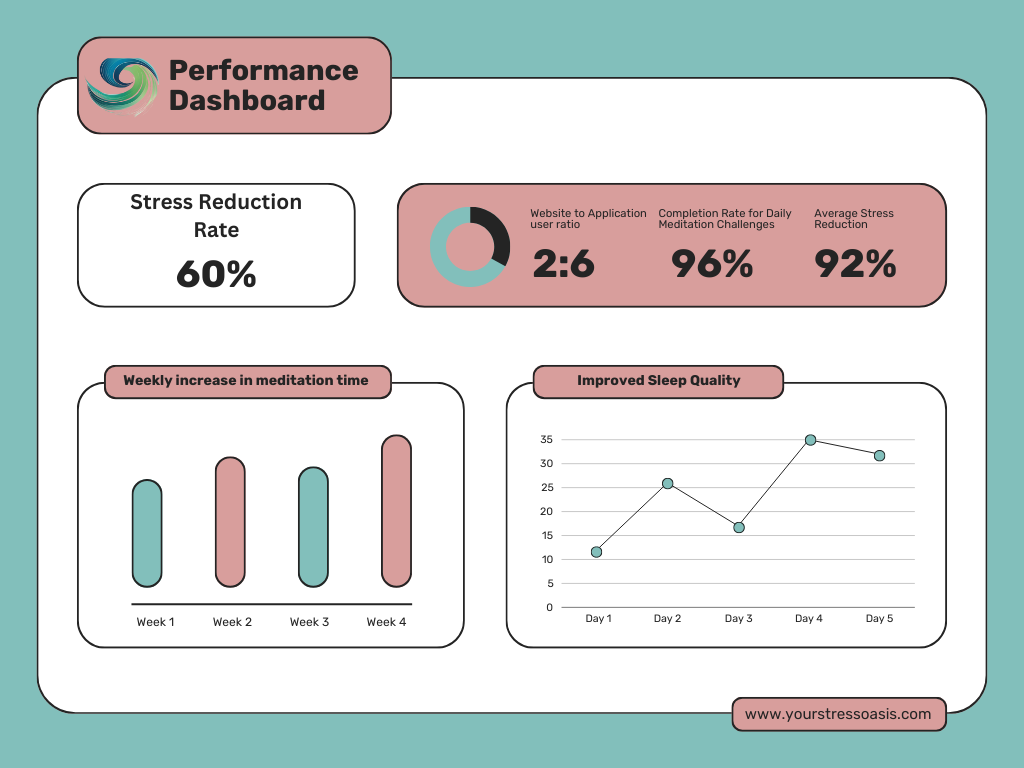 Performance
Dashboard
Stress Reduction
Rate
60%
Website to Application
user ratio
2:6
Completion Rate for Daily
Meditation Challenges
96%
Average Stress
Reduction
92%
Weekly increase in meditation time
Week 1
Week 2
Week 3
Week 4
Improved Sleep Quality
35
30
25
20
15
10
5
0
Day 1
Day 2
Day 3
Day 4
Day 5
www.yourstressoasis.com